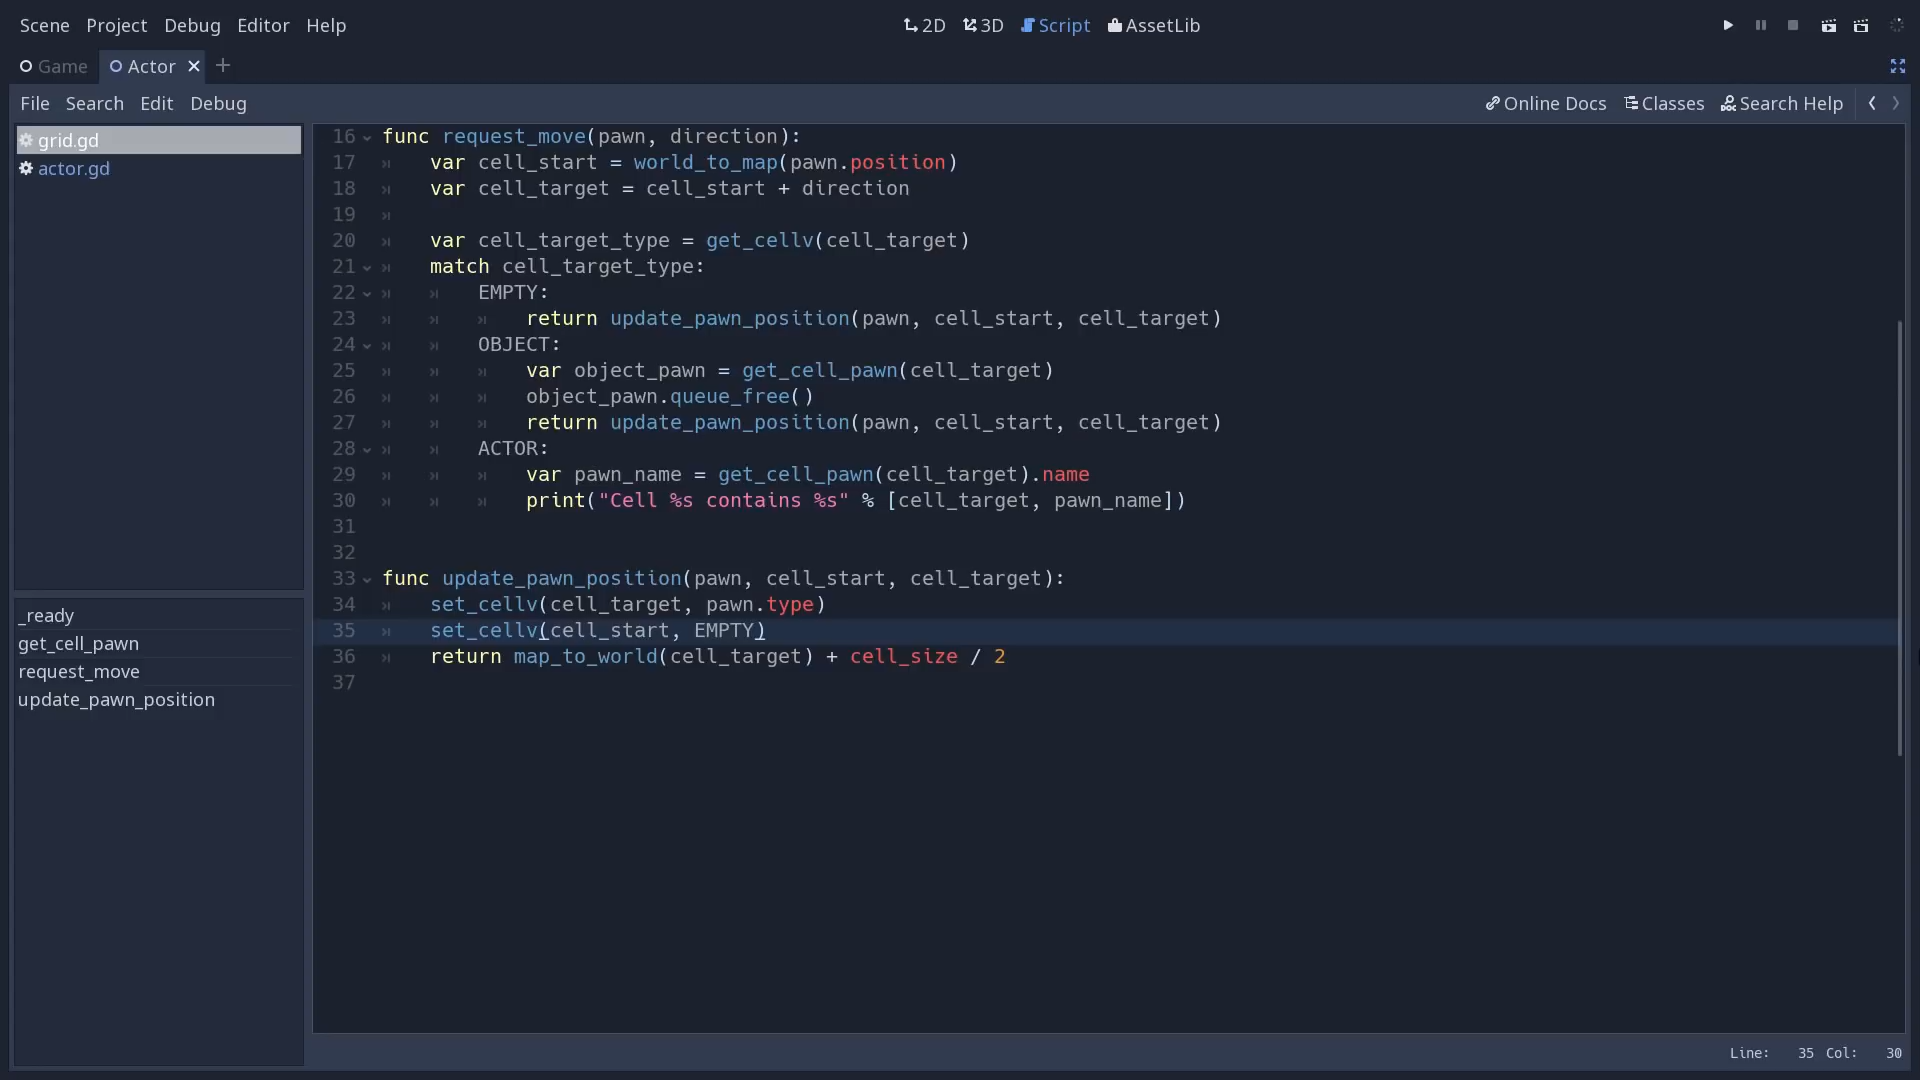 Scene Project Debug Editor Help 2D 3D Script AssetLib
Game Actor
File Search Edit Debug Online Docs Classes Search Help
grid.gd
actor.gd
_ready
get_cell_pawn
request_move
update_pawn_position
16 func request_move(pawn, direction):
17 var cell_start = world_to_map(pawn.position)
18 var cell_target = cell_start + direction
19
20 var cell_target_type = get_cellv(cell_target)
21 match cell_target_type:
22 EMPTY:
23 return update_pawn_position(pawn, cell_start, cell_target)
24 OBJECT:
25 var object_pawn = get_cell_pawn(cell_target)
26 object_pawn.queue_free()
27 return update_pawn_position(pawn, cell_start, cell_target)
28 ACTOR:
29 var pawn_name = get_cell_pawn(cell_target).name
30 print("Cell %s contains %s" % [cell_target, pawn_name])
31
32
33 func update_pawn_position(pawn, cell_start, cell_target):
34 set_cellv(cell_target, pawn.type)
35 set_cellv(cell_start, EMPTY)
36 return map_to_world(cell_target) + cell_size / 2
37
Line: 35 Col: 30